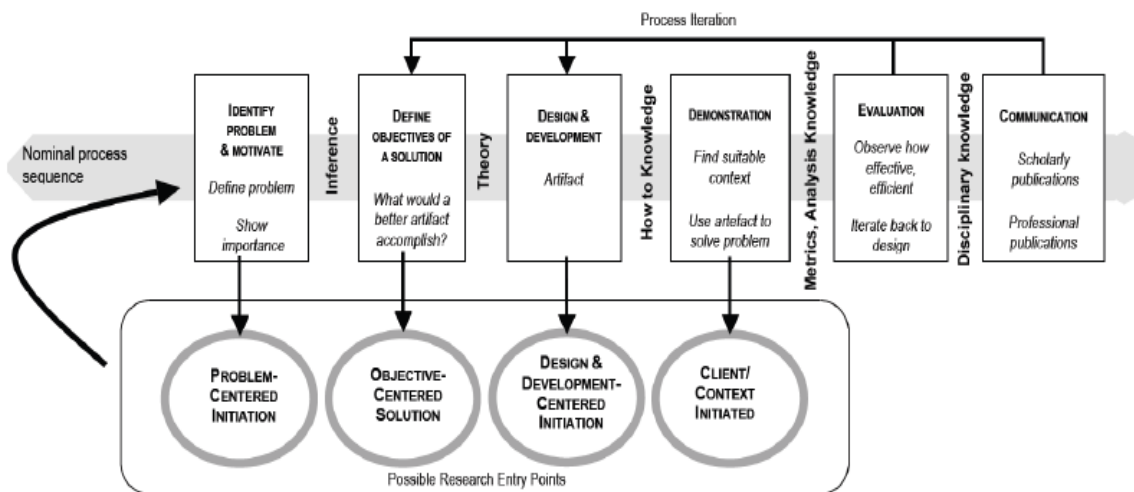 Process Iteration
Nominal process
sequence
IDENTIFY
PROBLEM
& MOTIVATE
Define problem
Show
importance
Inference
DEFINE
OBJECTIVES OF
A SOLUTION
What would a
better artifact
accomplish?
Theory
DESIGN &
DEVELOPMENT
Artifact
How to Knowledge
DEMONSTRATION
Find suitable
context
Use artefact to
solve problem
Metrics, Analysis Knowledge
EVALUATION
Observe how
effective,
efficient
Iterate back to
design
Disciplinary knowledge
COMMUNICATION
Scholarly
publications
Professional
publications
PROBLEM-
CENTERED
INITIATION
OBJECTIVE-
CENTERED
SOLUTION
DESIGN &
DEVELOPMENT-
CENTERED
INITIATION
CLIENT/
CONTEXT
INITIATED
Possible Research Entry Points